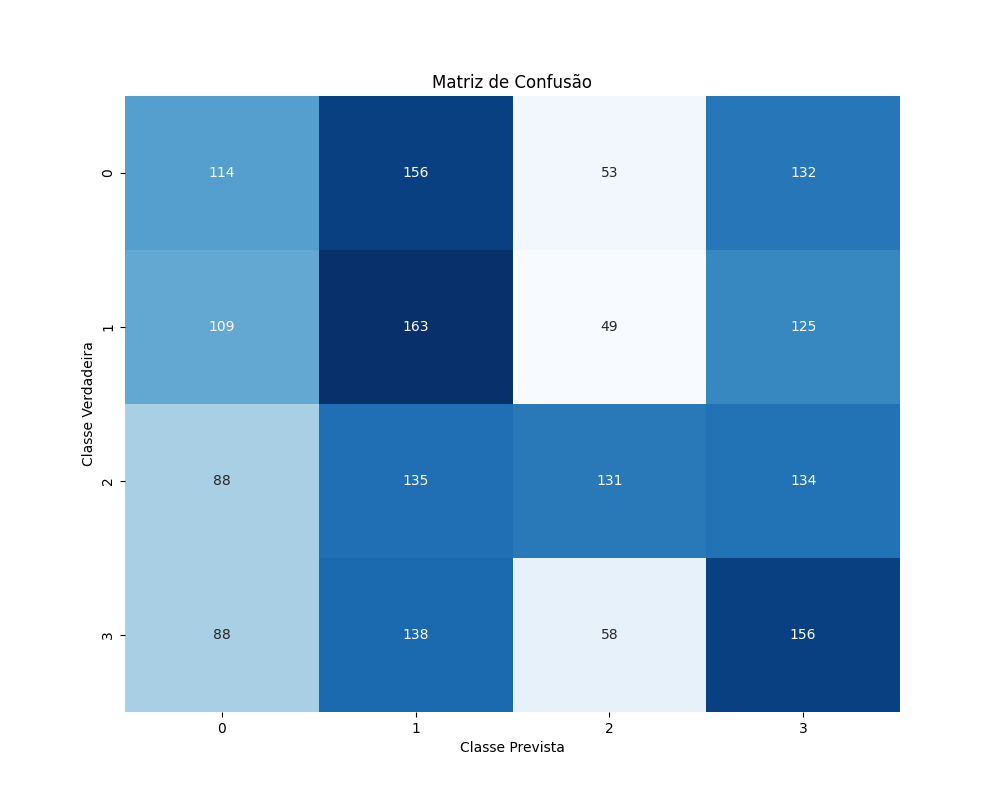 Matriz de Confusão
0 114 156 53 132
1 109 163 49 125
2 88 135 131 134
3 88 138 58 156
Classe Verdadeira
0 1 2 3
Classe Prevista